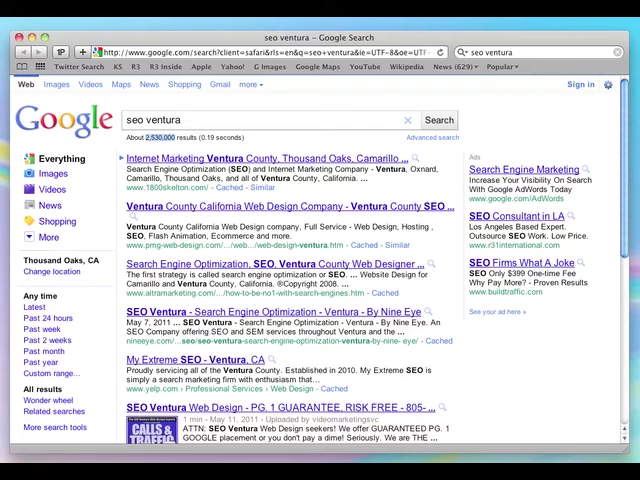 seo ventura – Google Search
1P
http://www.google.com/search?client=safari&rls=en&q=seo+ventura&ie=UTF-8&oe=UT
seo ventura
Twitter Search KS R3 R3 Inside Apple Yahoo! G Images Google Maps YouTube Wikipedia News (629) Popular
Web Images Videos Maps News Shopping Gmail more Sign in
Google
seo ventura
Search
About 2,530,000 results (0.19 seconds)
Advanced search
Everything
Images
Videos
News
Shopping
More
Thousand Oaks, CA
Change location
Any time
Latest
Past 24 hours
Past week
Past 2 weeks
Past month
Past year
Custom range...
All results
Wonder wheel
Related searches
More search tools
Internet Marketing Ventura County, Thousand Oaks, Camarillo ...
Search Engine Optimization (SEO) and Internet Marketing Company - Ventura, Oxnard,
Camarillo, Thousand Oaks, and all of Ventura County, California. ...
www.1800skelton.com/ - Cached - Similar
Ventura County California Web Design Company - Ventura County SEO ...
Ventura County California Web Design company, Full Service - Web Design, Hosting ,
SEO, Flash Animation, Ecommerce and more.
www.pmg-web-design.com/.../web.../web-design-ventura.htm - Cached - Similar
Search Engine Optimization, SEO, Ventura County Web Designer ...
The first strategy is called search engine optimization or SEO. ... Website Design for
Camarillo and Ventura County, California. ©Copyright 2008. ...
www.altramarketing.com/.../how-to-be-no1-with-search-engines.htm - Cached
SEO Ventura - Search Engine Optimization - Ventura - By Nine Eye
May 7, 2011 ... SEO Ventura - Search Engine Optimization - Ventura - By Nine Eye. An
SEO Company offering SEO and SEM services throughout Ventura and the ...
nineeye.com/...seo/seo-ventura-search-engine-optimization-ventura-by-nine- eye/ - Cached
My Extreme SEO - Ventura, CA
Proudly servicing all of the Ventura County. Established in 2010. My Extreme SEO is
simply a search marketing firm with enthusiasm that...
www.yelp.com › Professional Services › Web Design - Cached
SEO Ventura Web Design - PG. 1 GUARANTEE, RISK FREE - 805- ...
1 min - May 11, 2011 - Uploaded by videomarketingsvc
ATTN: SEO Ventura Web Design seekers! We offer GUARANTEED PG. 1
GOOGLE placement or you don't pay a dime! Seriously. We are THE ...
CALLS &
TRAFFIC
Ads
Search Engine Marketing
Increase Your Visibility On Search
With Google AdWords Today
www.google.com/AdWords
SEO Consultant in LA
Los Angeles Based Expert.
Outsource SEO Work. Low Price.
www.r31international.com
SEO Firms What A Joke
SEO Only $399 One-time Fee
Why Pay More? - Proven Results
www.buildtraffic.com
See your ad here »